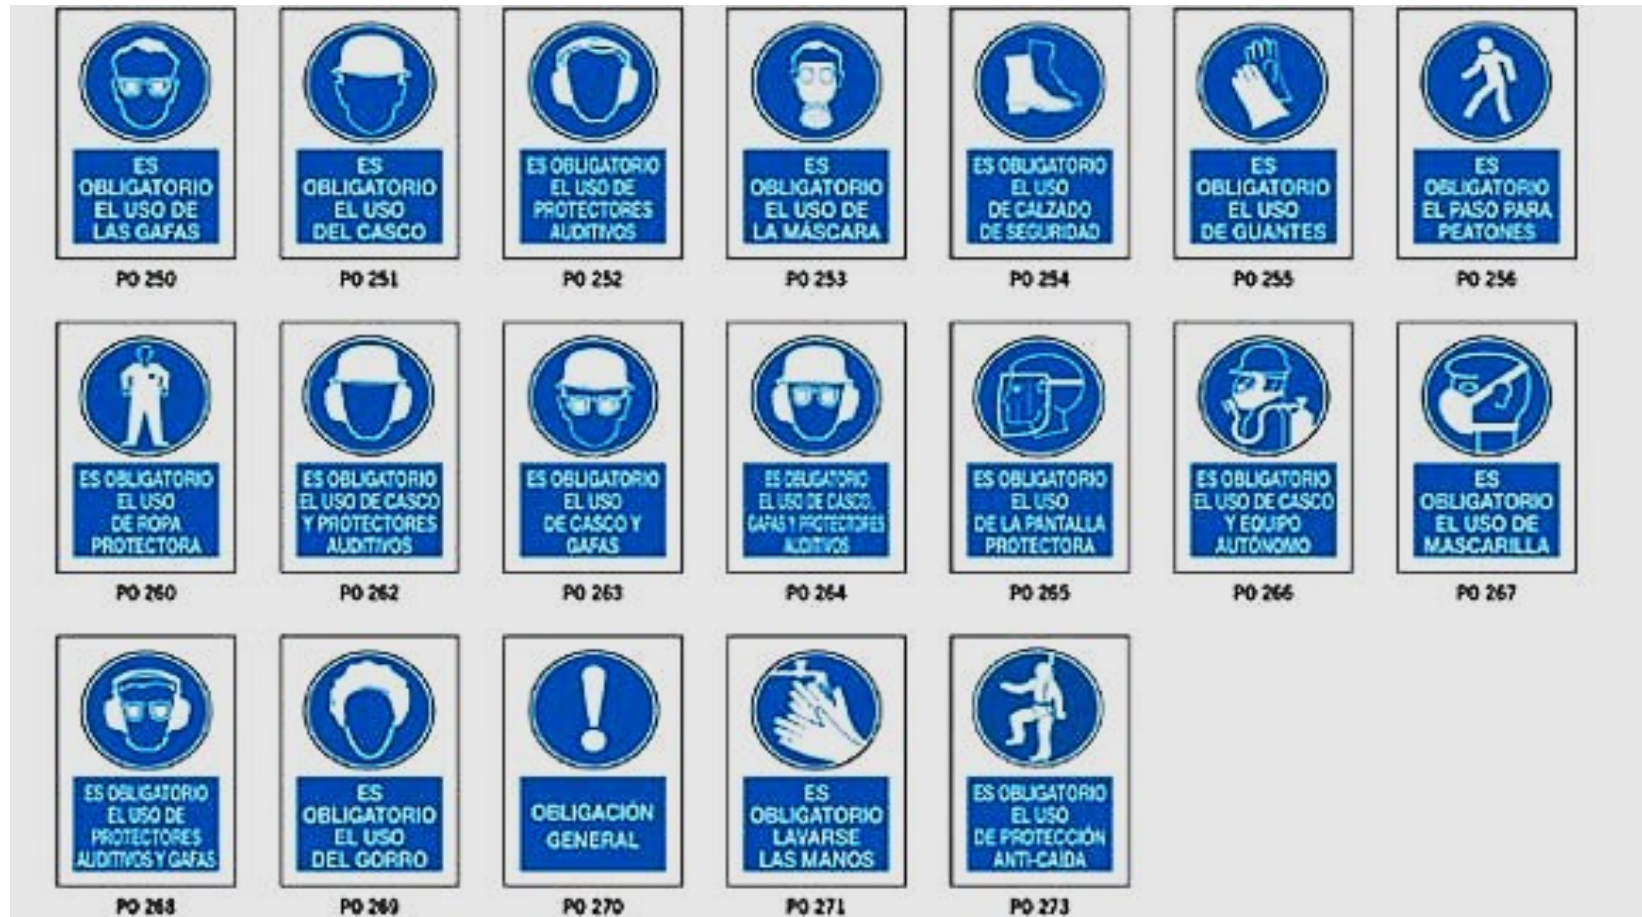 ES
OBLIGATORIO
EL USO DE
LAS GAFAS
PO 250
ES
OBLIGATORIO
EL USO
DEL CASCO
PO 251
ES OBLIGATORIO
EL USO DE
PROTECTORES
AUDITIVOS
PO 252
ES
OBLIGATORIO
EL USO DE
LA MÁSCARA
PO 253
ES OBLIGATORIO
EL USO
DE CALZADO
DE SEGURIDAD
PO 254
ES
OBLIGATORIO
EL USO
DE GUANTES
PO 255
ES
OBLIGATORIO
EL PASO PARA
PEATONES
PO 256
ES OBLIGATORIO
EL USO
DE ROPA
PROTECTORA
PO 260
ES OBLIGATORIO
EL USO DE CASCO
Y PROTECTORES
AUDITIVOS
PO 262
ES OBLIGATORIO
EL USO
DE CASCO Y
GAFAS
PO 263
ES OBLIGATORIO
EL USO DE CASCO,
GAFAS Y PROTECTORES
AUDITIVOS
PO 264
ES OBLIGATORIO
EL USO
DE LA PANTALLA
PROTECTORA
PO 265
ES OBLIGATORIO
EL USO DE CASCO
Y EQUIPO
AUTÓNOMO
PO 266
ES
OBLIGATORIO
EL USO DE
MASCARILLA
PO 267
ES OBLIGATORIO
EL USO DE
PROTECTORES
AUDITIVOS Y GAFAS
PO 268
ES
OBLIGATORIO
EL USO
DEL GORRO
PO 269
OBLIGACIÓN
GENERAL
PO 270
ES
OBLIGATORIO
LAVARSE
LAS MANOS
PO 271
ES OBLIGATORIO
EL USO
DE PROTECCIÓN
ANTI-CAÍDA
PO 273